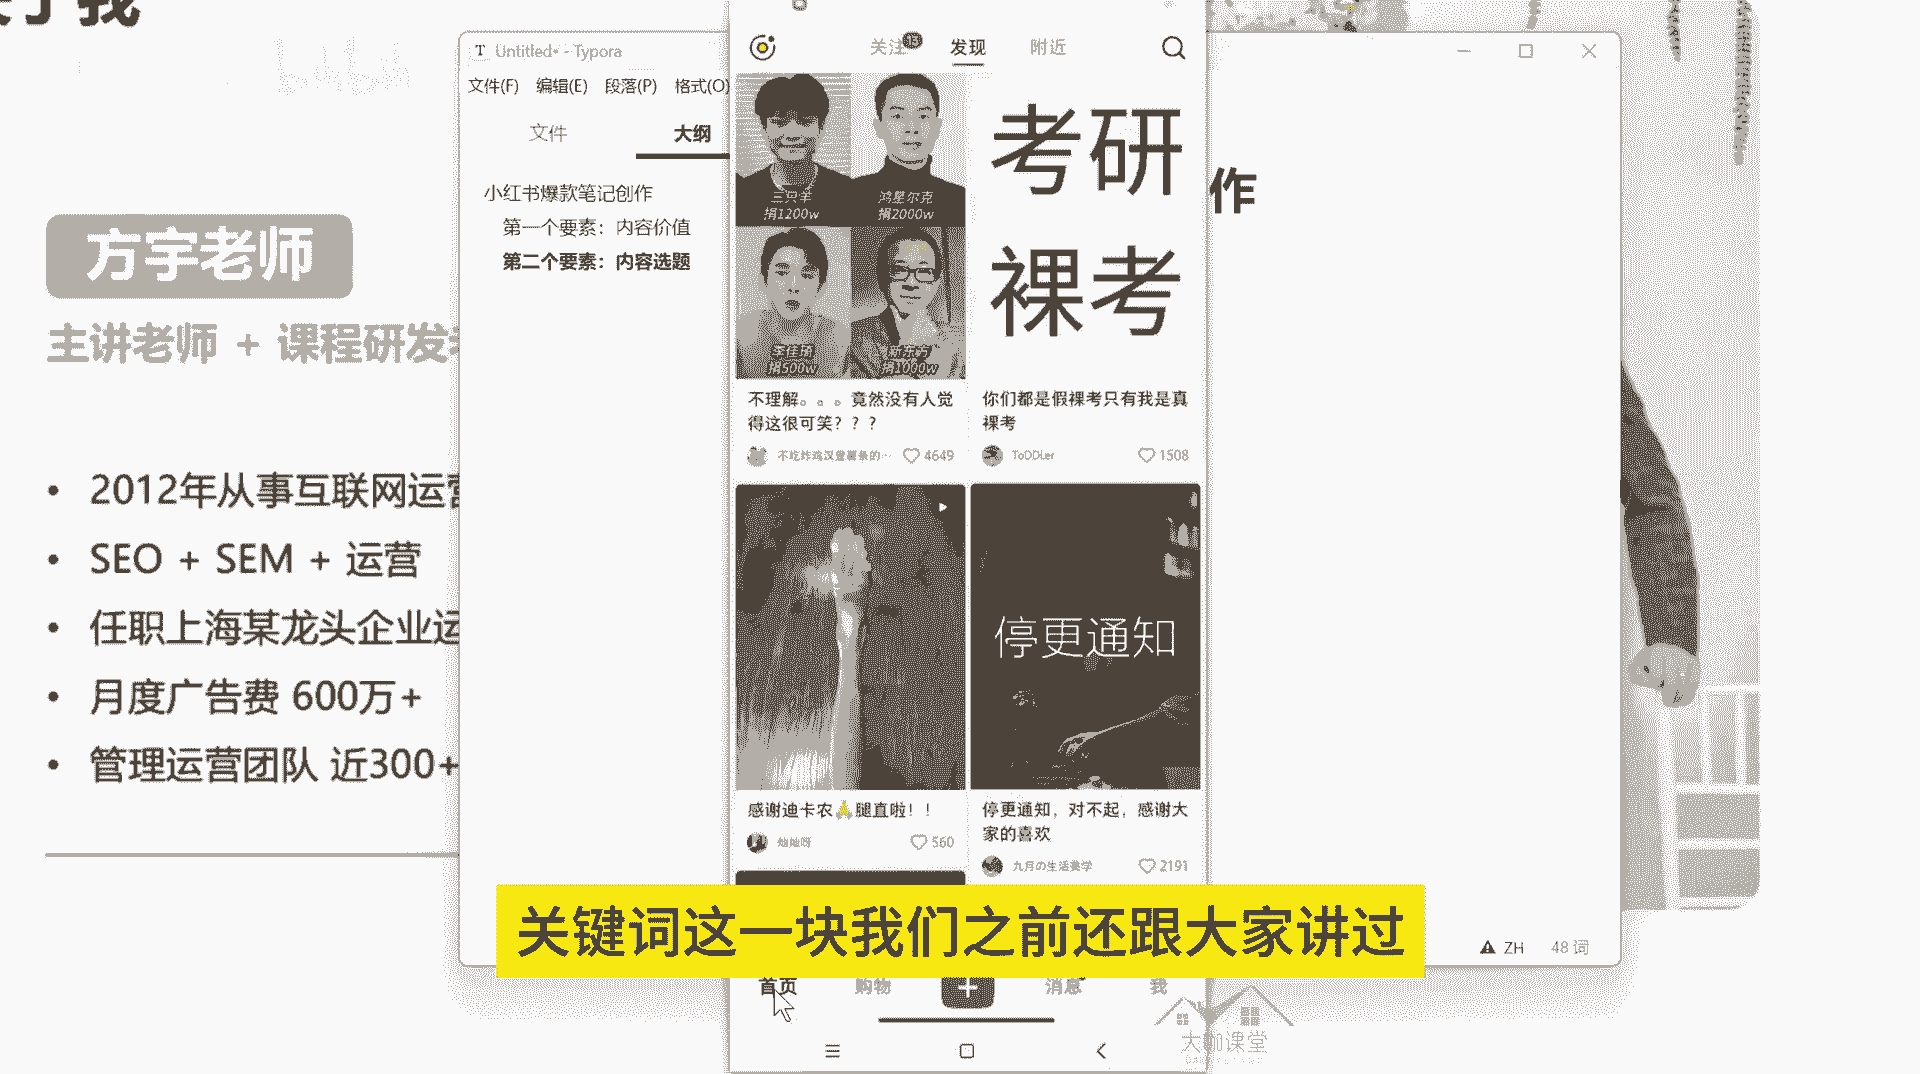 方宇老师
主讲老师 + 课程研发
2012年从事互联网运营
SEO + SEM + 运营
任职上海某龙头企业运
月度广告费 600万+
管理运营团队 近300+
Untitled• - Typora
文件(F) 编辑(E) 段落(P) 格式(O)
文件 大纲
小红书爆款笔记创作
第一个要素：内容价值
第二个要素：内容选题
作
关注 13 发现 附近
三只羊
捐1200w
鸿星尔克
捐2000w
李佳琦
捐500w
新东方
捐1000w
不理解。。。竟然没有人觉
得这很可笑？？？
4649
考研
裸考
你们都是假裸考只有我是真
裸考
ToDDLer 1508
感谢迪卡农🙏腿直啦！！
灿灿呀 560
停更通知
停更通知，对不起，感谢大
家的喜欢
九月の生活美学 2191
关键词这一块我们之前还跟大家讲过
首页 购物 消息 我
ZH 48 词
大咖课堂